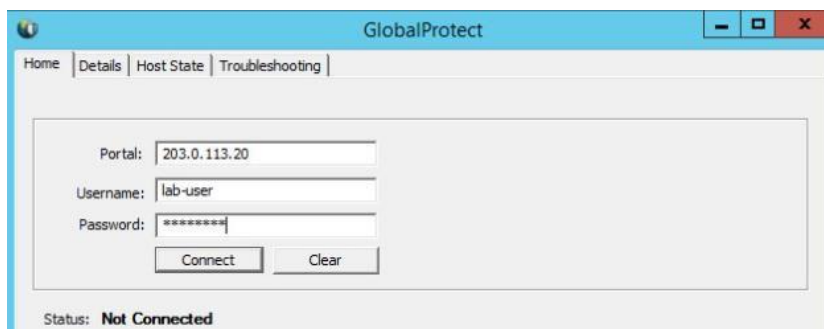 GlobalProtect
Home Details Host State Troubleshooting
Portal: 203.0.113.20
Username: lab-user
Password: ********
Connect Clear
Status: Not Connected